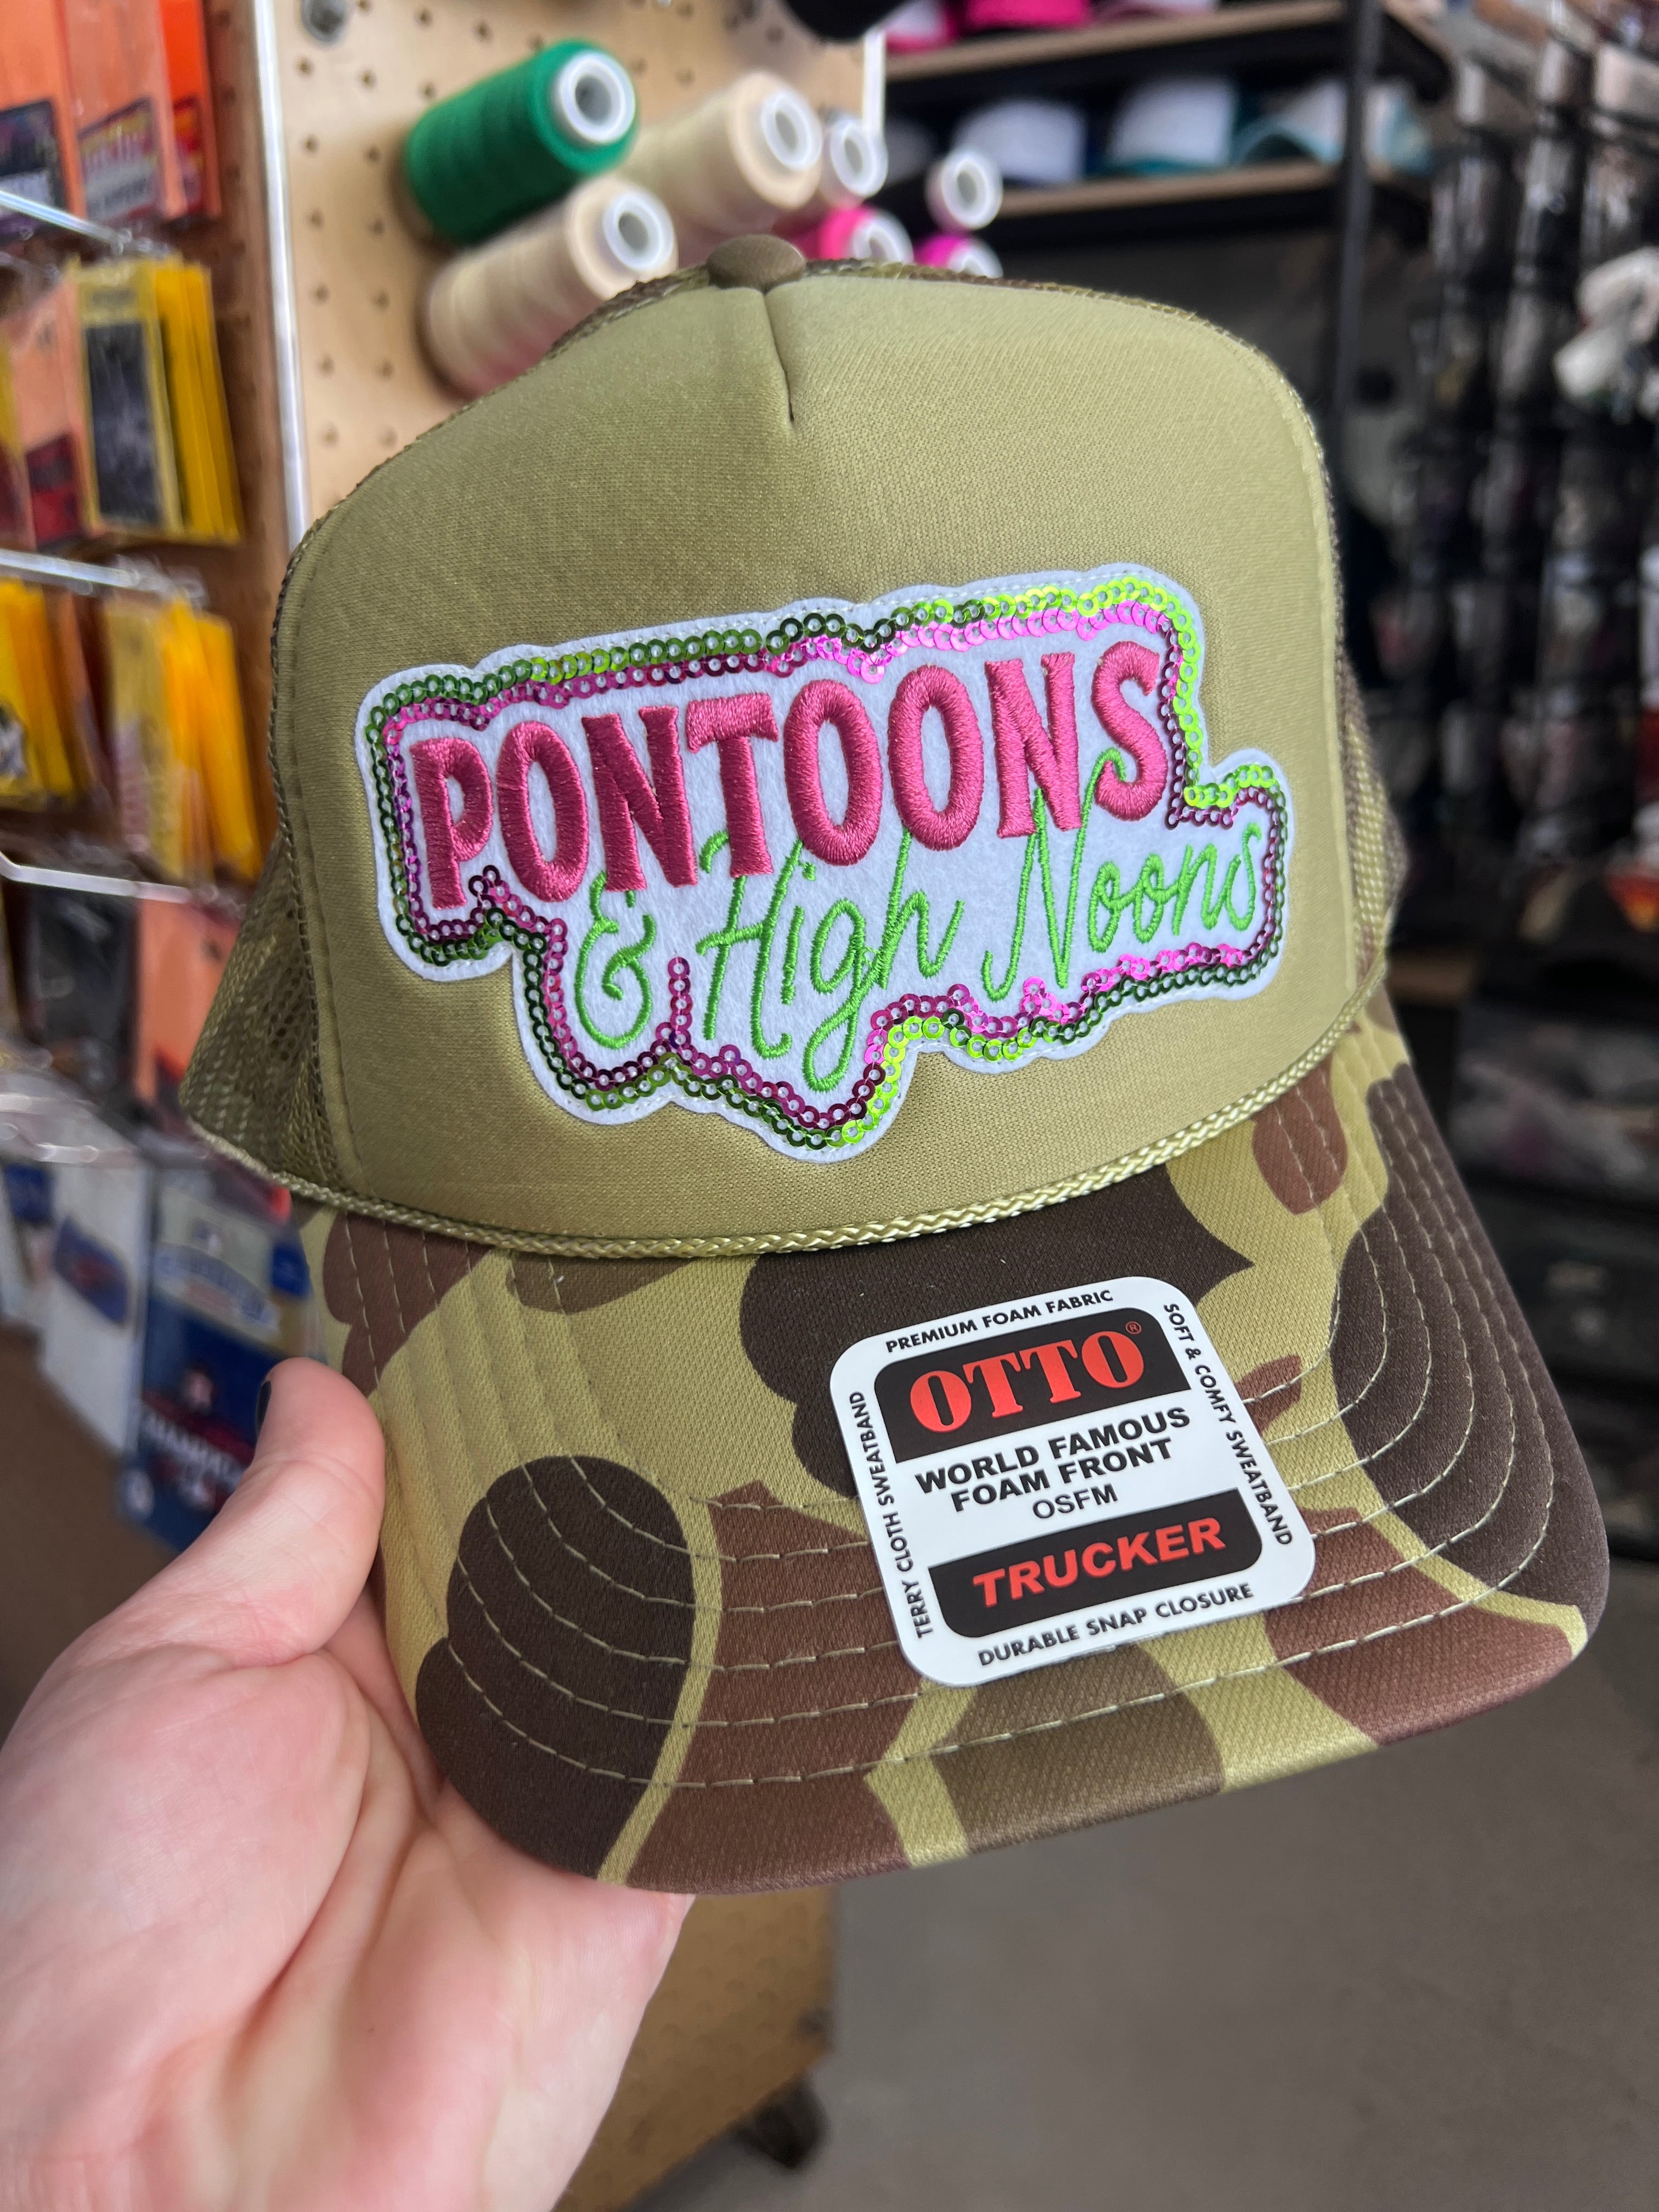 PONTOONS
& High Noons
PREMIUM FOAM FABRIC
OTTO®
WORLD FAMOUS
FOAM FRONT
OSFM
TRUCKER
DURABLE SNAP CLOSURE
TERRY CLOTH SWEATBAND
SOFT & COMFY SWEATBAND